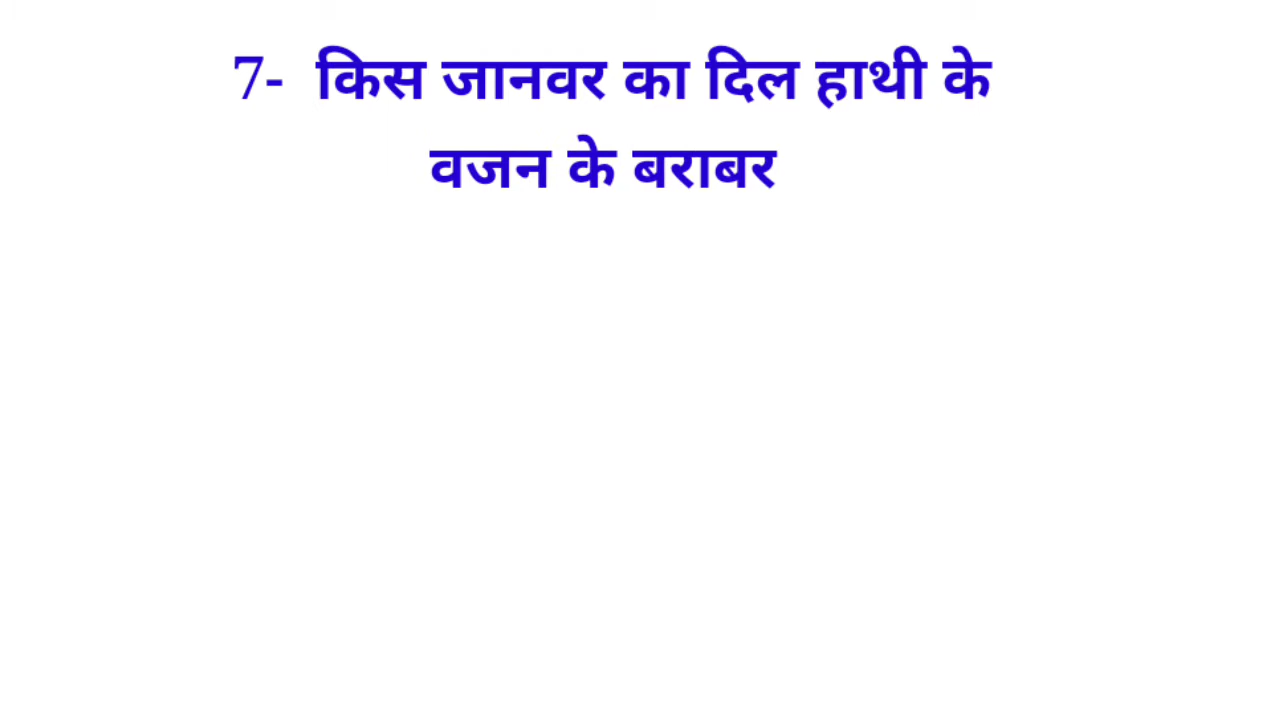 7- किस जानवर का दिल हाथी के
वजन के बराबर